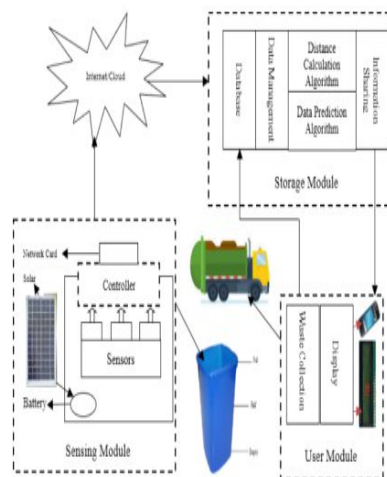 Internet/Cloud
Database
Data Management
Distance
Calculation
Algorithm
Data Prediction
Algorithm
Information
Sharing
Storage Module
Network Card
Solar
Controller
Sensors
Battery
Sensing Module
Waste Collection
Display
User Module